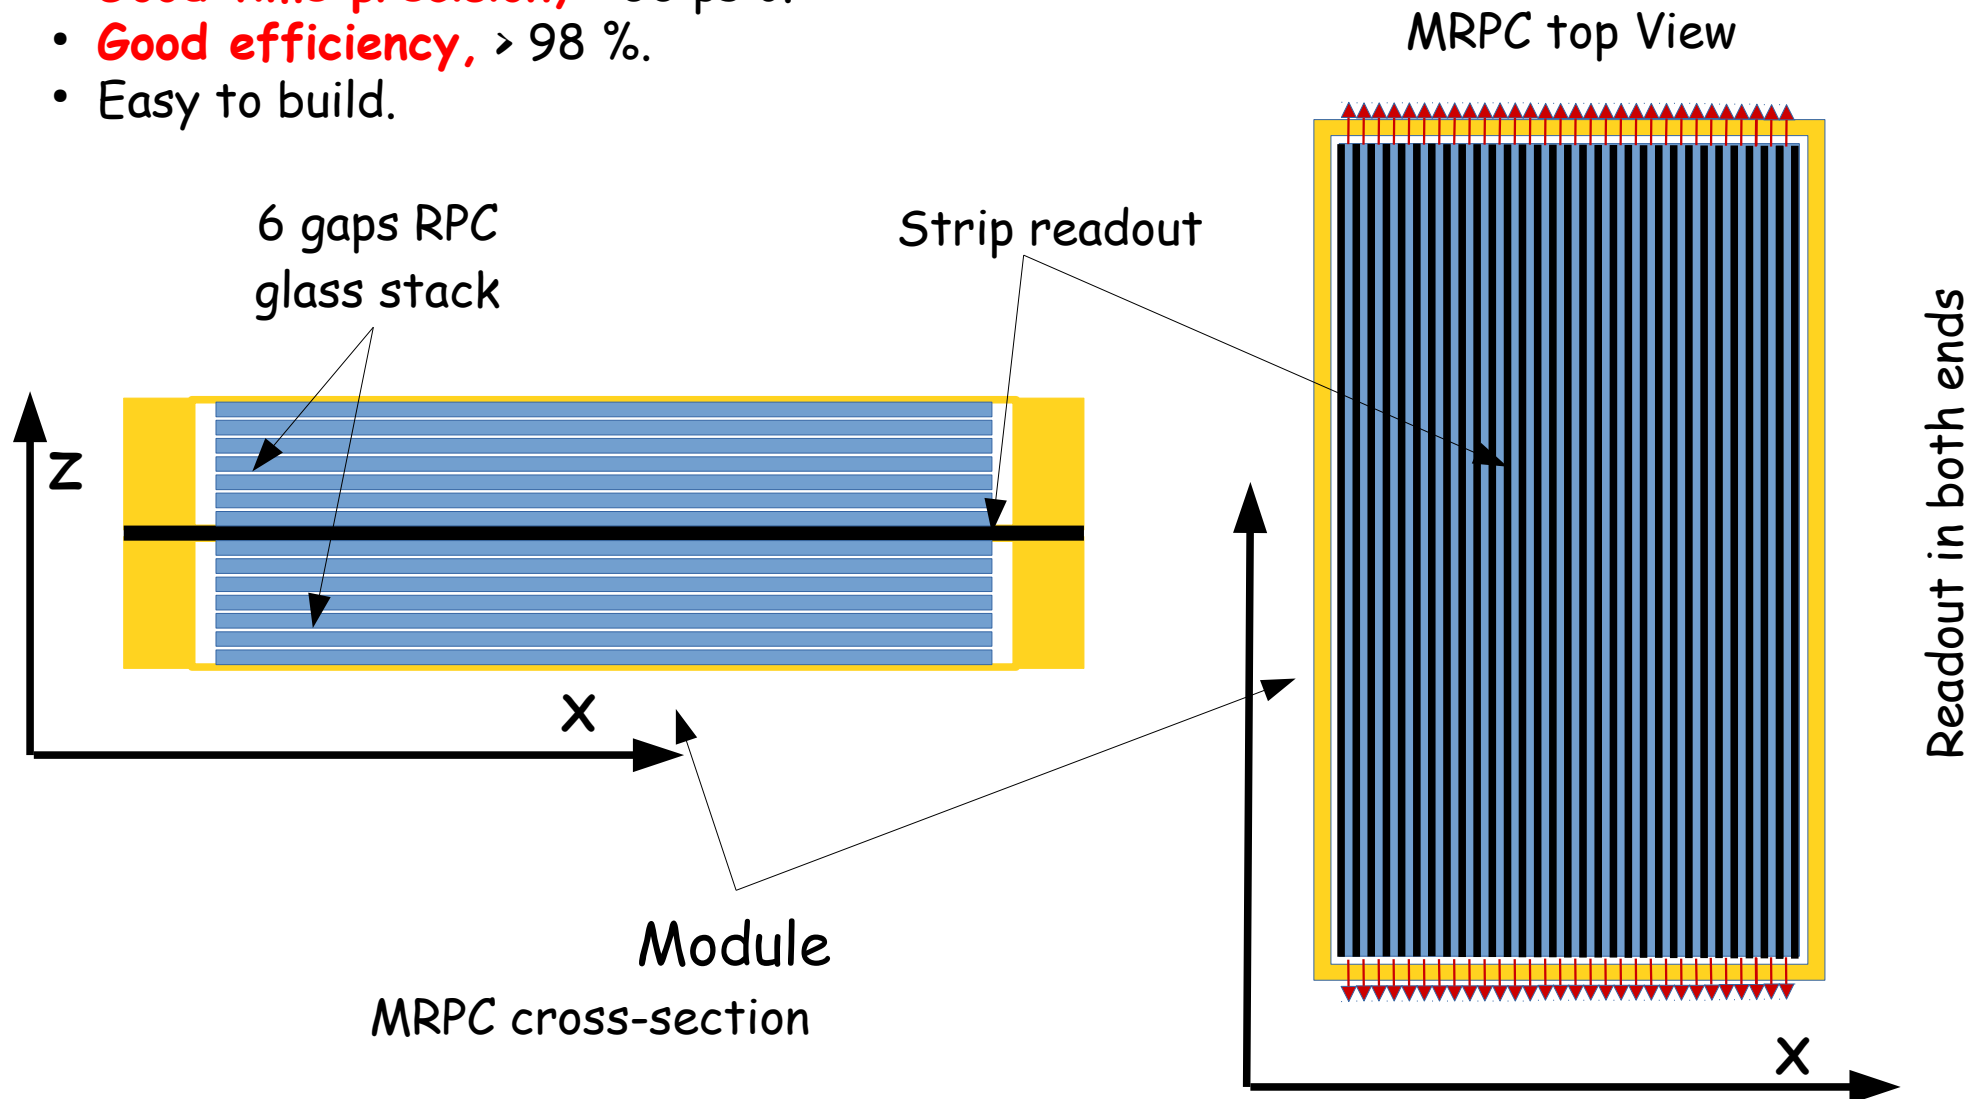 • Good efficiency, > 98 %.
• Easy to build.
MRPC top View
6 gaps RPC
glass stack
Strip readout
Readout in both ends
Z
X
Module
MRPC cross-section
X